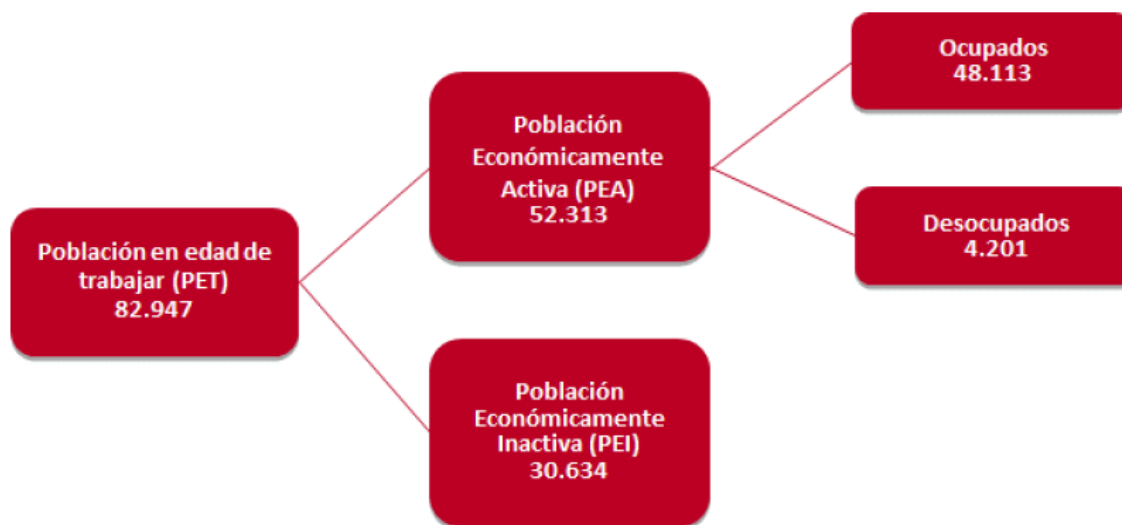 Población en edad de
trabajar (PET)
82.947
Población
Económicamente
Activa (PEA)
52.313
Población
Económicamente
Inactiva (PEI)
30.634
Ocupados
48.113
Desocupados
4.201